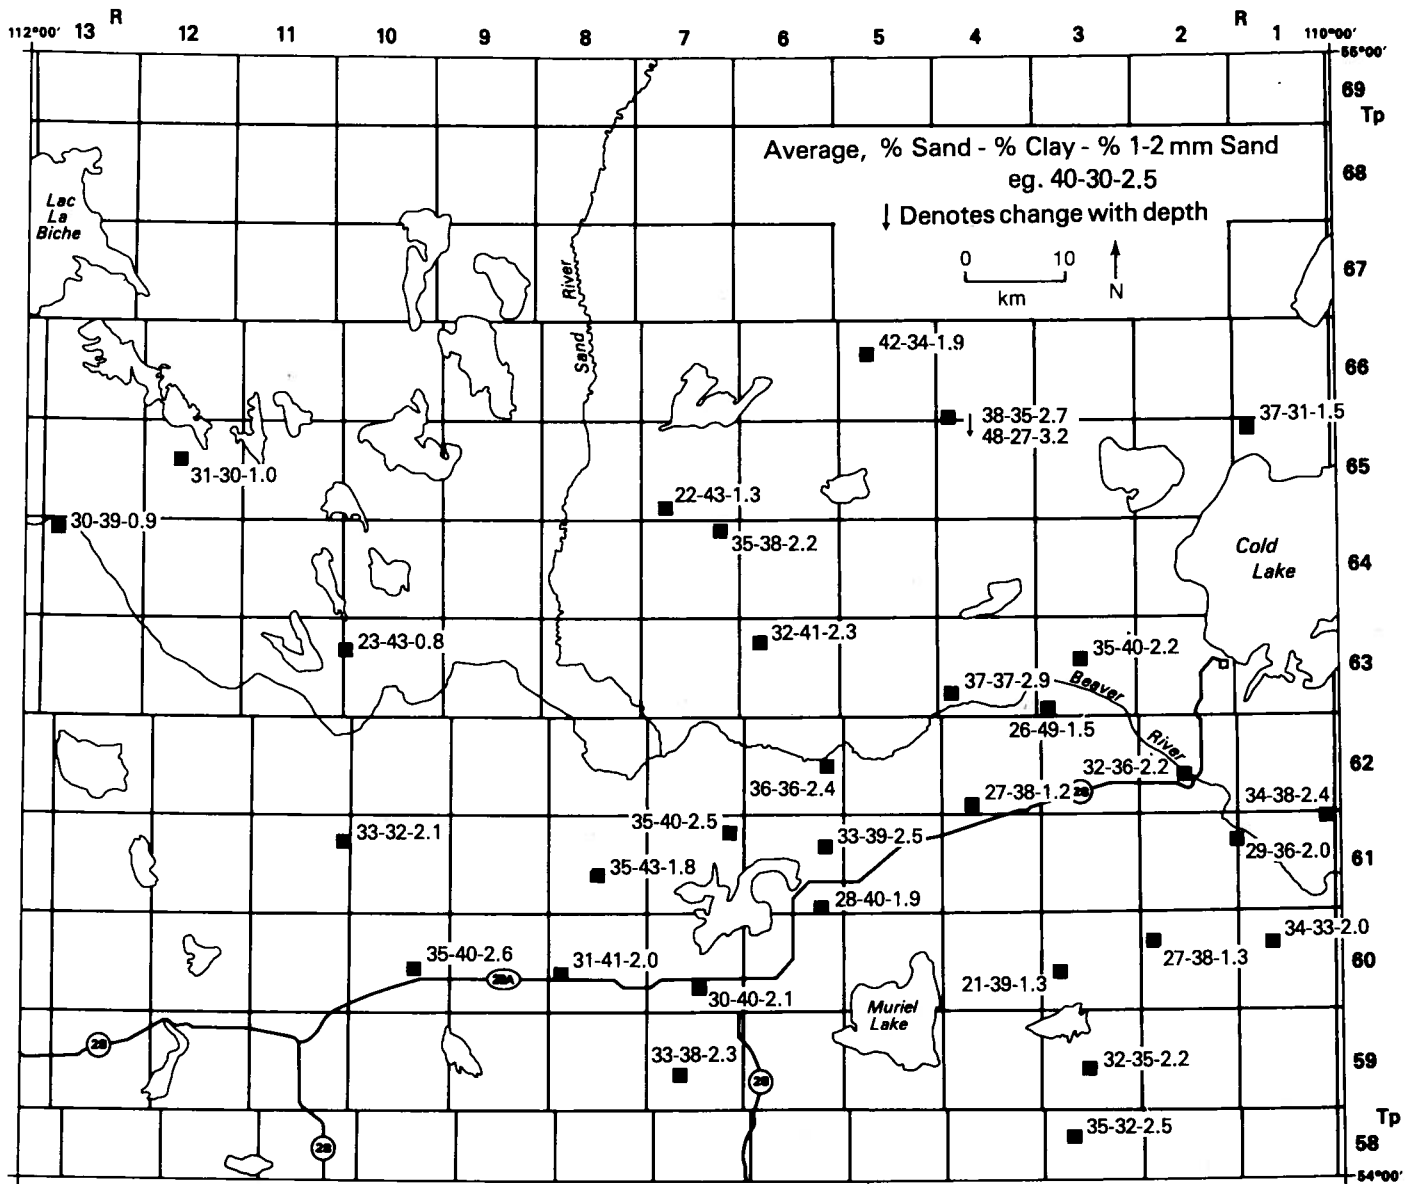 R
R
112°00' 13 12 11 10 9 8 7 6 5 4 3 2 1 110°00'
55°00'
69
Tp
Average, % Sand - % Clay - % 1-2 mm Sand
eg. 40-30-2.5
↓ Denotes change with depth
68
Lac
La
Biche
0 10
km
N
67
River
Sand
42-34-1.9
66
38-35-2.7
↓
48-27-3.2
37-31-1.5
31-30-1.0
65
22-43-1.3
30-39-0.9
35-38-2.2
Cold
Lake
64
32-41-2.3
23-43-0.8
35-40-2.2
63
37-37-2.9
Beaver
26-49-1.5
River
32-36-2.2
62
36-36-2.4
27-38-1.2
28
34-38-2.4
35-40-2.5
33-32-2.1
33-39-2.5
29-36-2.0
61
35-43-1.8
28-40-1.9
34-33-2.0
35-40-2.6
31-41-2.0
27-38-1.3
60
28A
21-39-1.3
30-40-2.1
Muriel
Lake
28
33-38-2.3
32-35-2.2
59
28
Tp
35-32-2.5
58
28
54°00'